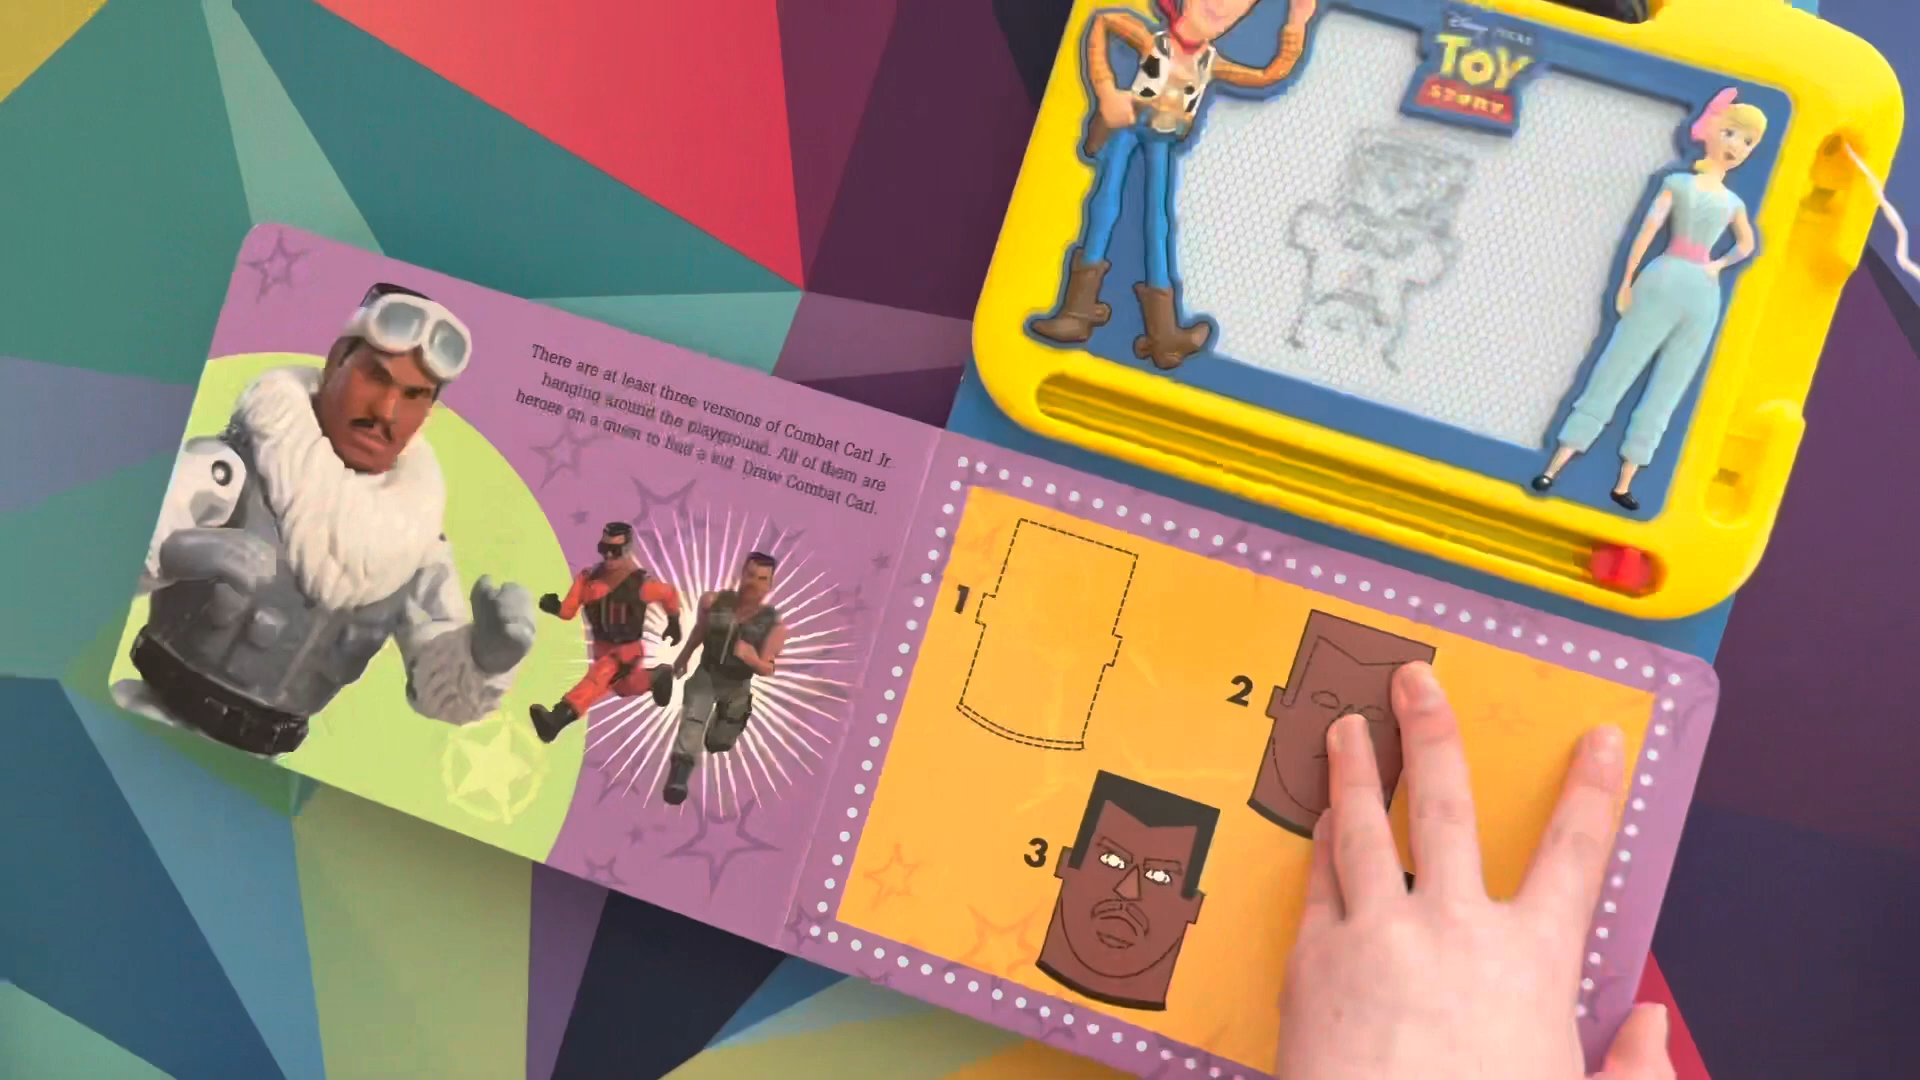 Disney PIXAR
TOY
STORY
There are at least three versions of Combat Carl Jr.
hanging around the playground. All of them are
heroes on a quest to find a kid. Draw Combat Carl.
1
2
3